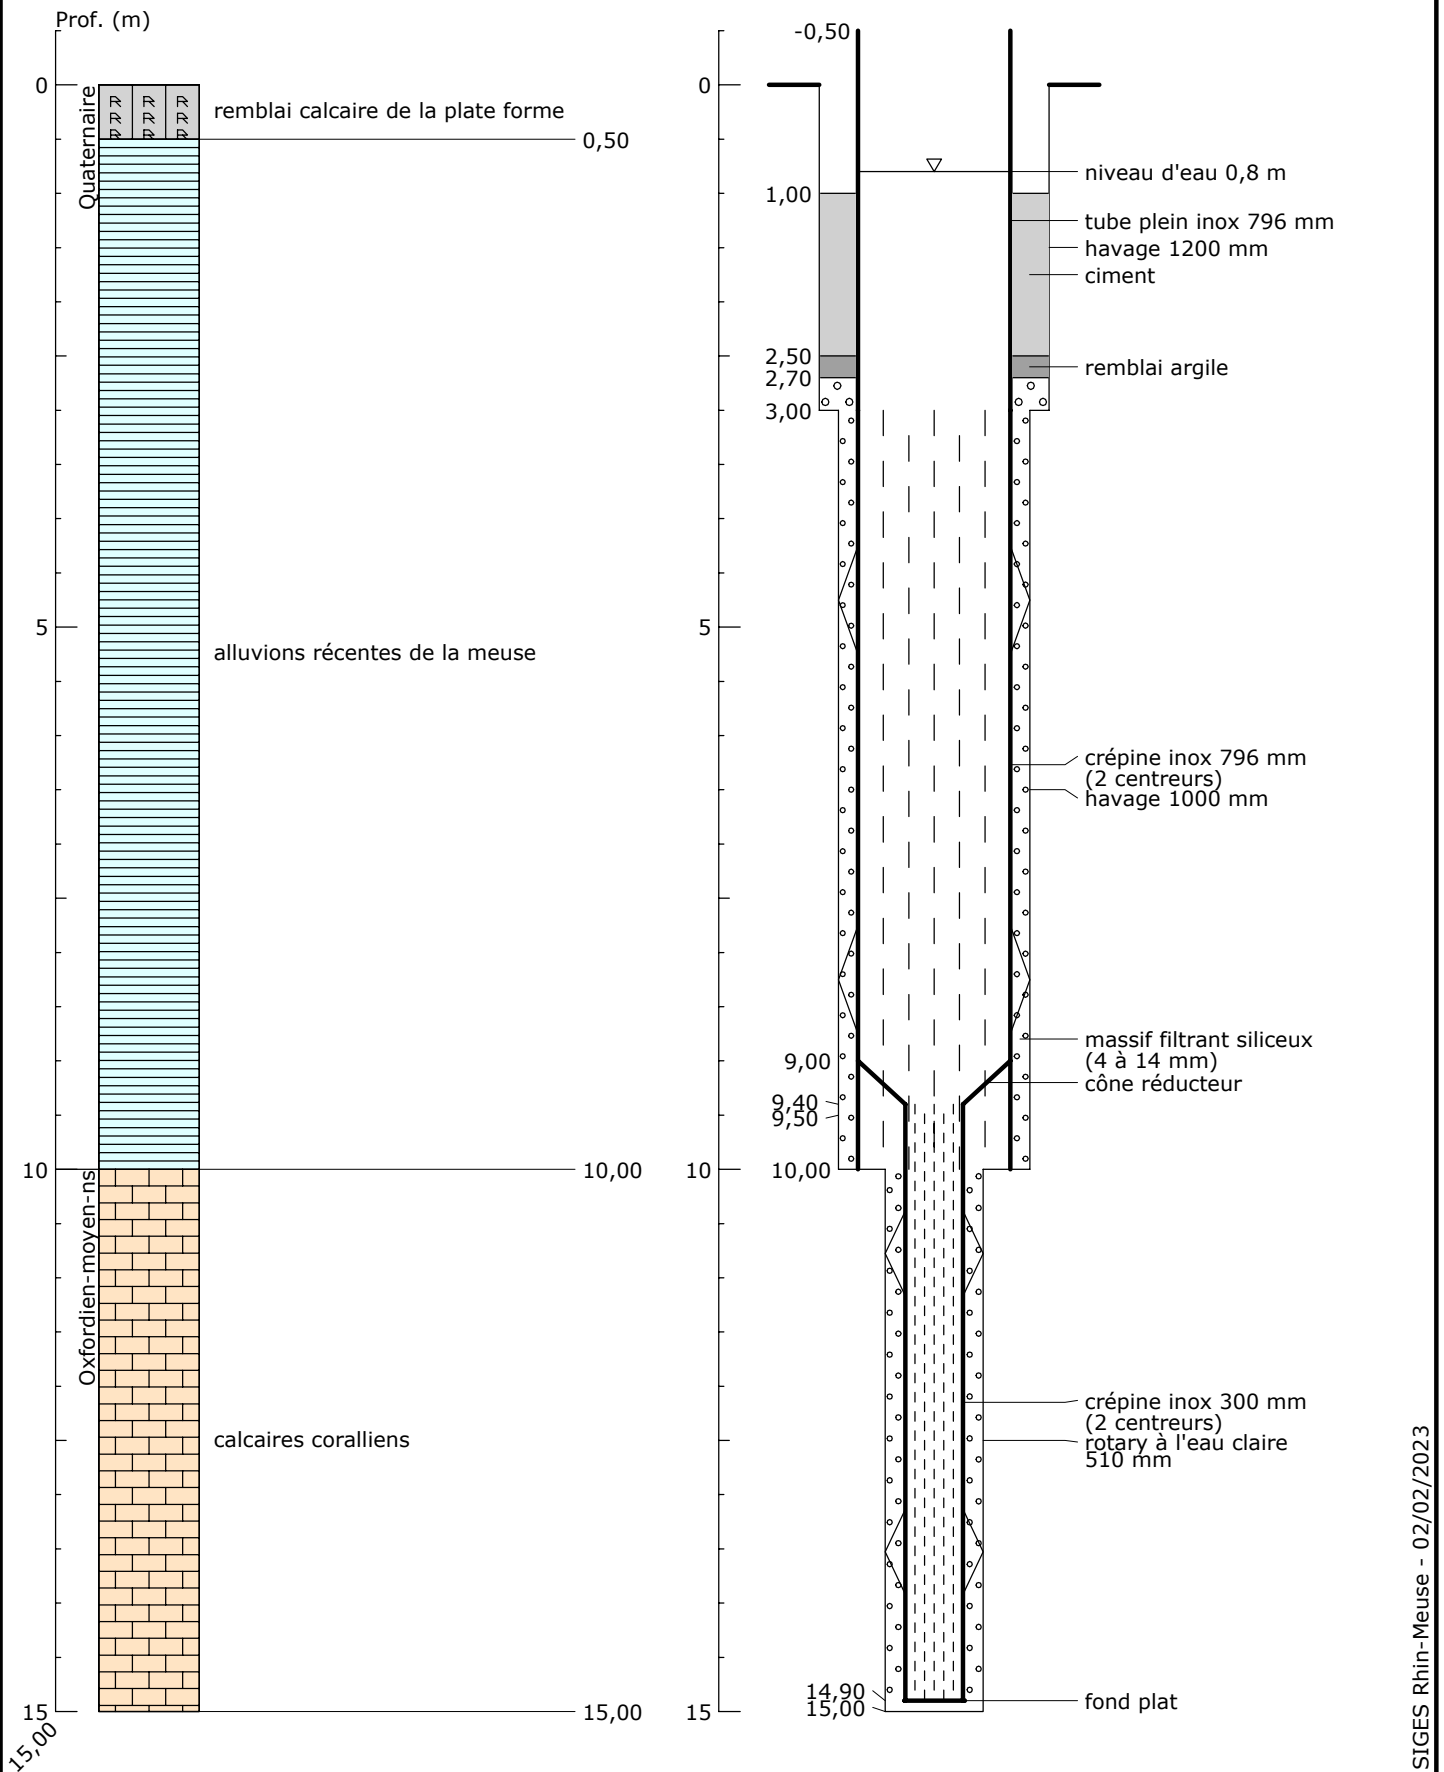 Prof. (m)
-0,50
0
0
Quaternaire
remblai calcaire de la plate forme
0,50
niveau d'eau 0,8 m
1,00
tube plein inox 796 mm
havage 1200 mm
ciment
2,50
remblai argile
2,70
3,00
5
5
alluvions récentes de la meuse
crépine inox 796 mm
(2 centreurs)
havage 1000 mm
massif filtrant siliceux
(4 à 14 mm)
9,00
cône réducteur
9,40
9,50
10
10,00
10
10,00
Oxfordien-moyen-ns
crépine inox 300 mm
(2 centreurs)
calcaires coralliens
rotary à l'eau claire
510 mm
14,90
fond plat
15
15,00
15
15,00
15,00
SIGES Rhin-Meuse - 02/02/2023
R R R
R R R
R R R